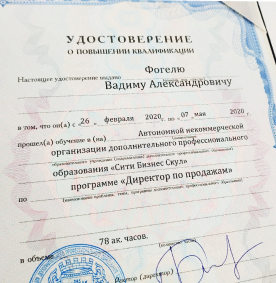 УДОСТОВЕРЕНИЕ
О ПОВЫШЕНИИ КВАЛИФИКАЦИИ
Настоящее удостоверение выдано Фогелю
Вадиму Александровичу
в том, что он(а) с «26 » февраля 2020, по « 07 » мая 2020,
прошел(а) обучение в (на) Автономной некоммерческой
организации дополнительного профессионального
образования «Сити Бизнес Скул»
по программе «Директор по продажам»
в объеме 78 ак. часов.
Ректор (директор)